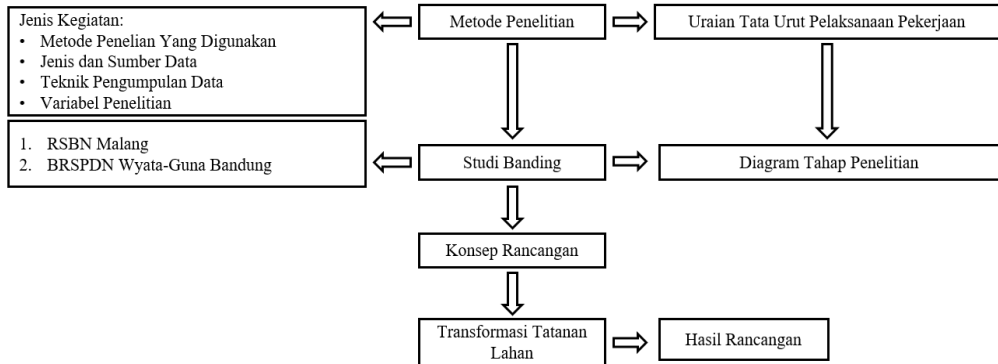 Jenis Kegiatan:
• Metode Penelian Yang Digunakan
• Jenis dan Sumber Data
• Teknik Pengumpulan Data
• Variabel Penelitian
Metode Penelitian
Uraian Tata Urut Pelaksanaan Pekerjaan
1. RSBN Malang
2. BRSPDN Wyata-Guna Bandung
Studi Banding
Diagram Tahap Penelitian
Konsep Rancangan
Transformasi Tatanan
Lahan
Hasil Rancangan